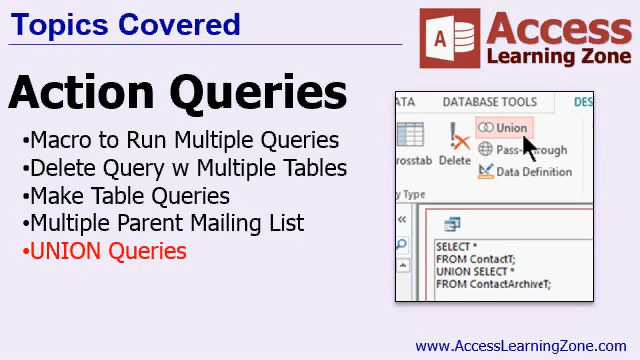 Topics Covered
Access
Learning Zone
A
Action Queries
•Macro to Run Multiple Queries
•Delete Query w Multiple Tables
•Make Table Queries
•Multiple Parent Mailing List
•UNION Queries
ATA DATABASE TOOLS DES
Union
Pass-Through
Data Definition
rosstab Delete
y Type
SELECT *
FROM ContactT;
UNION SELECT *
FROM ContactArchiveT;
www.AccessLearningZone.com